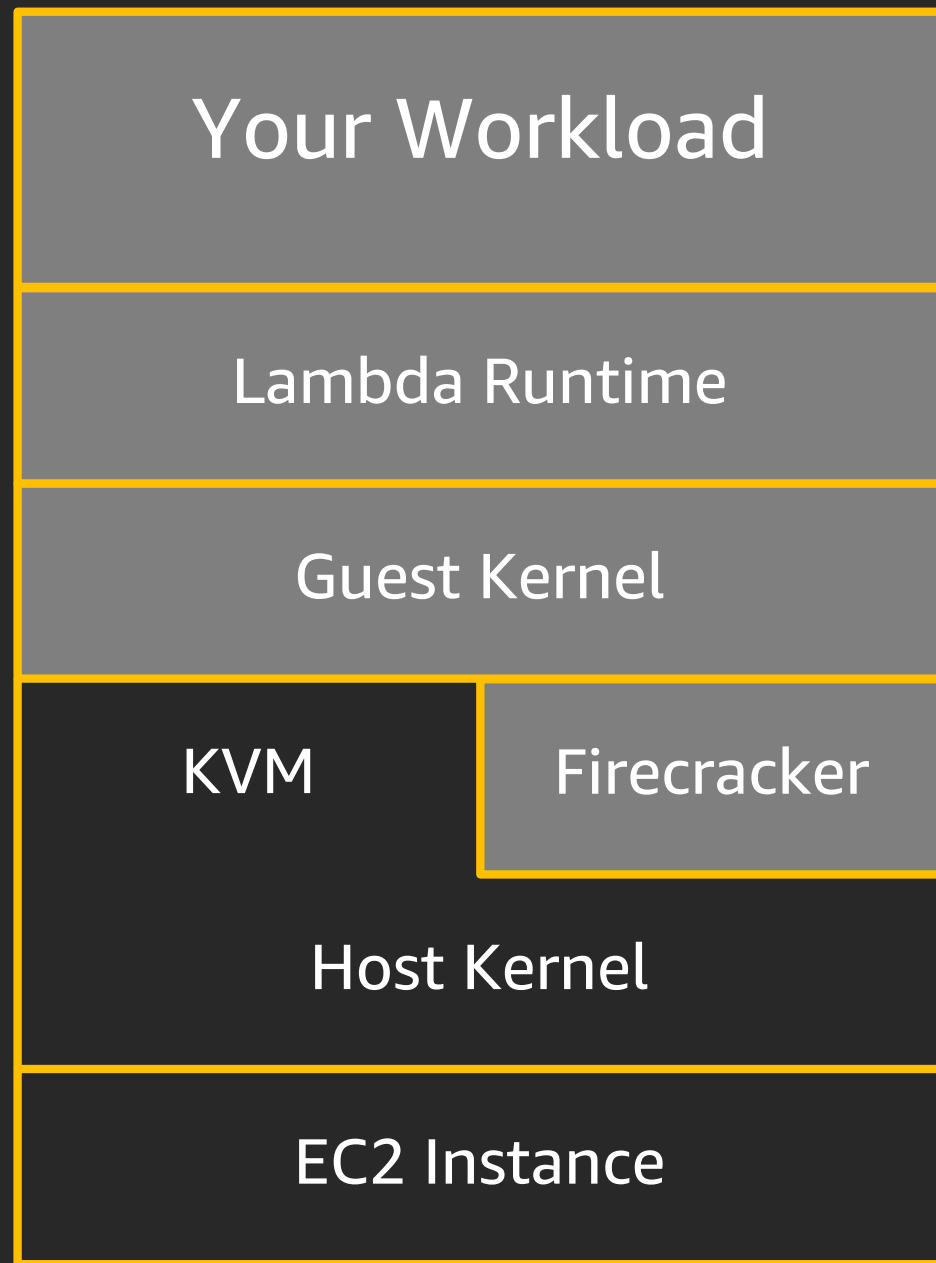 Your Workload
Lambda Runtime
Guest Kernel
KVM
Firecracker
Host Kernel
EC2 Instance